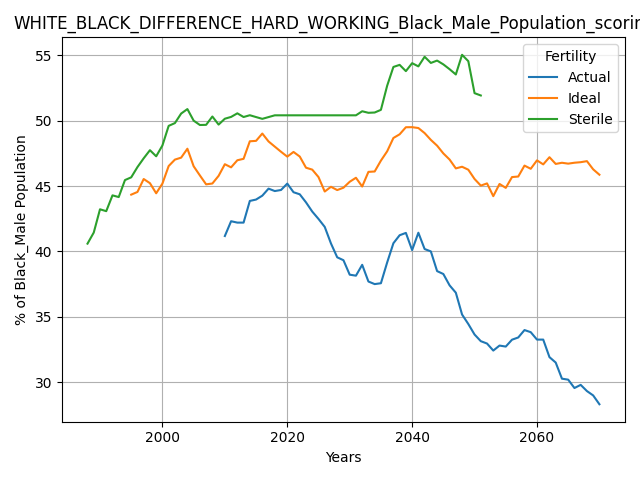 WHITE_BLACK_DIFFERENCE_HARD_WORKING_Black_Male_Population_scorin
Fertility
Actual
Ideal
Sterile
% of Black_Male Population
55
50
45
40
35
30
2000
2020
2040
2060
Years